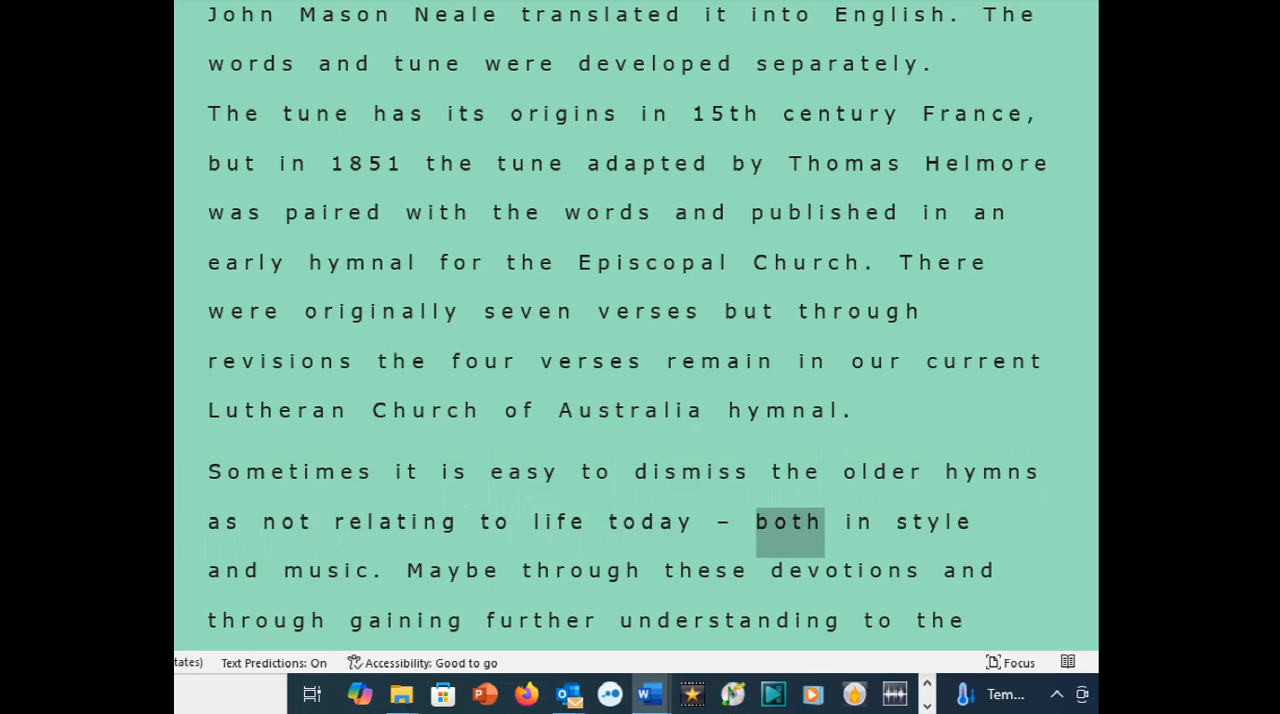 John Mason Neale translated it into English. The
words and tune were developed separately.
The tune has its origins in 15th century France,
but in 1851 the tune adapted by Thomas Helmore
was paired with the words and published in an
early hymnal for the Episcopal Church. There
were originally seven verses but through
revisions the four verses remain in our current
Lutheran Church of Australia hymnal.
Sometimes it is easy to dismiss the older hymns
as not relating to life today – both in style
and music. Maybe through these devotions and
through gaining further understanding to the
tates) Text Predictions: On Accessibility: Good to go Focus
Tem...